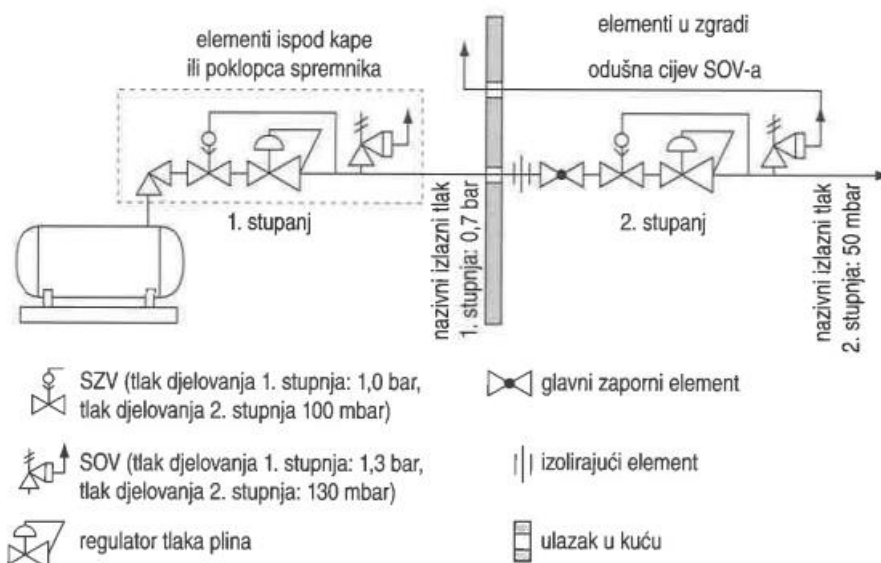 elementi ispod kape
ili poklopca spremnika
elementi u zgradi
odušna cijev SOV-a
1. stupanj
nazivni izlazni tlak
1. stupnja: 0,7 bar
2. stupanj
nazivni izlazni tlak
2. stupnja: 50 mbar
SZV (tlak djelovanja 1. stupnja: 1,0 bar,
tlak djelovanja 2. stupnja 100 mbar)
glavni zaporni element
SOV (tlak djelovanja 1. stupnja: 1,3 bar,
tlak djelovanja 2. stupnja: 130 mbar)
izolirajući element
regulator tlaka plina
ulazak u kuću